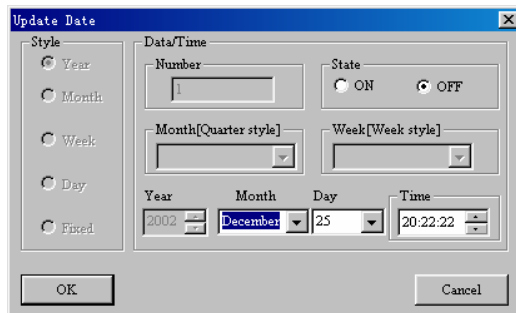 Update Date
Style
Year
Month
Week
Day
Fixed
Data/Time
Number
1
State
ON
OFF
Month[Quarter style]
Week[Week style]
Year
Month
Day
Time
2002
December
25
20:22:22
OK
Cancel